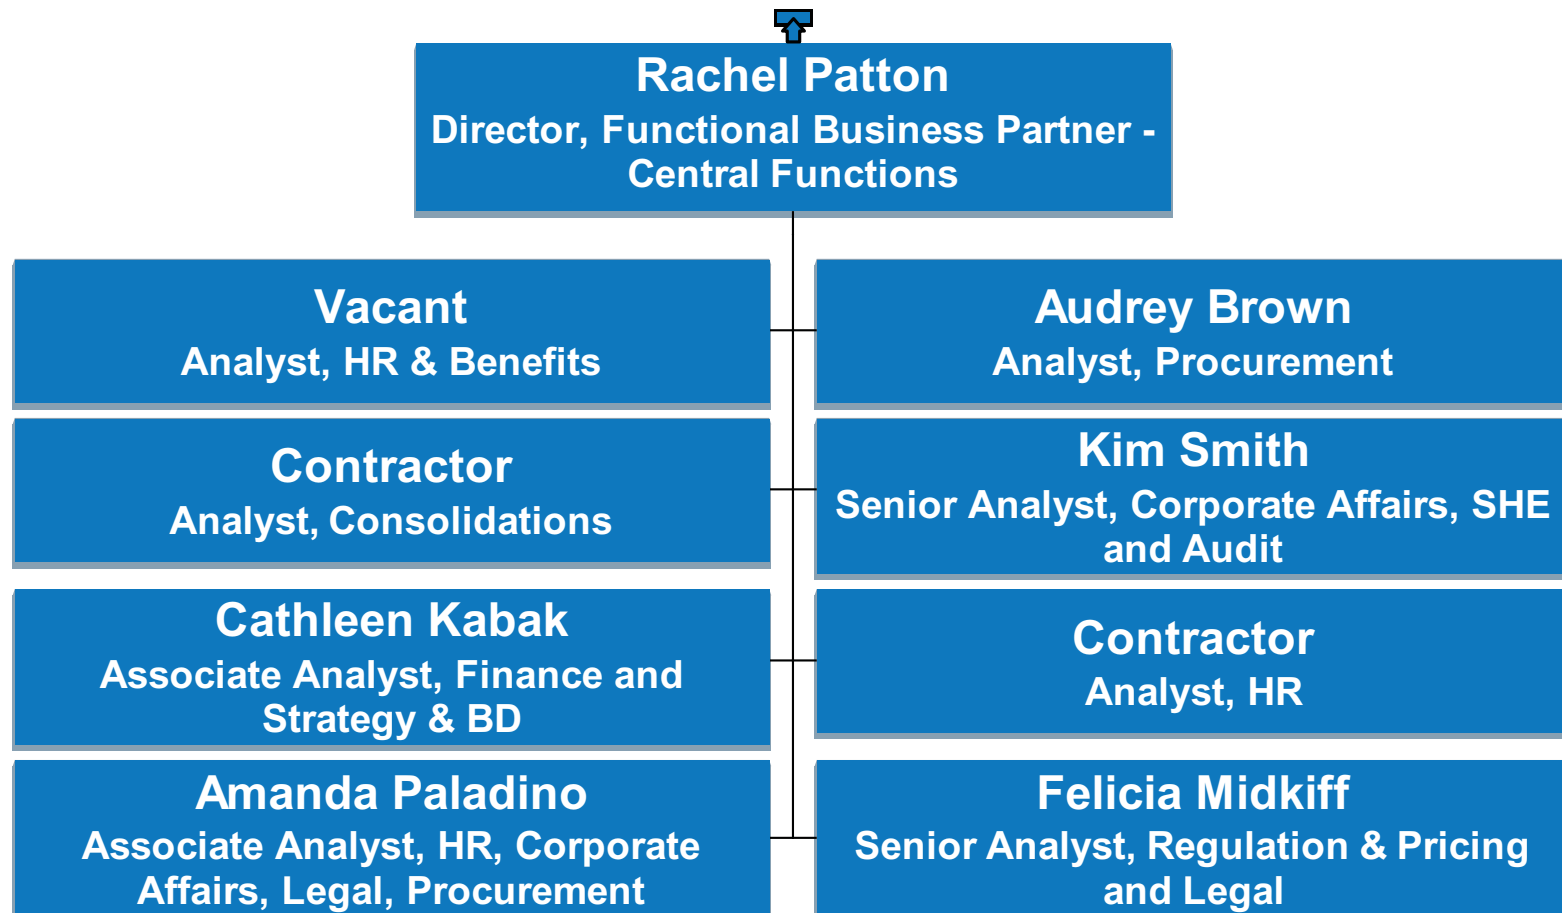 Rachel Patton
Director, Functional Business Partner -
Central Functions
Vacant
Analyst, HR & Benefits
Audrey Brown
Analyst, Procurement
Contractor
Analyst, Consolidations
Kim Smith
Senior Analyst, Corporate Affairs, SHE
and Audit
Cathleen Kabak
Associate Analyst, Finance and
Strategy & BD
Contractor
Analyst, HR
Amanda Paladino
Associate Analyst, HR, Corporate
Affairs, Legal, Procurement
Felicia Midkiff
Senior Analyst, Regulation & Pricing
and Legal